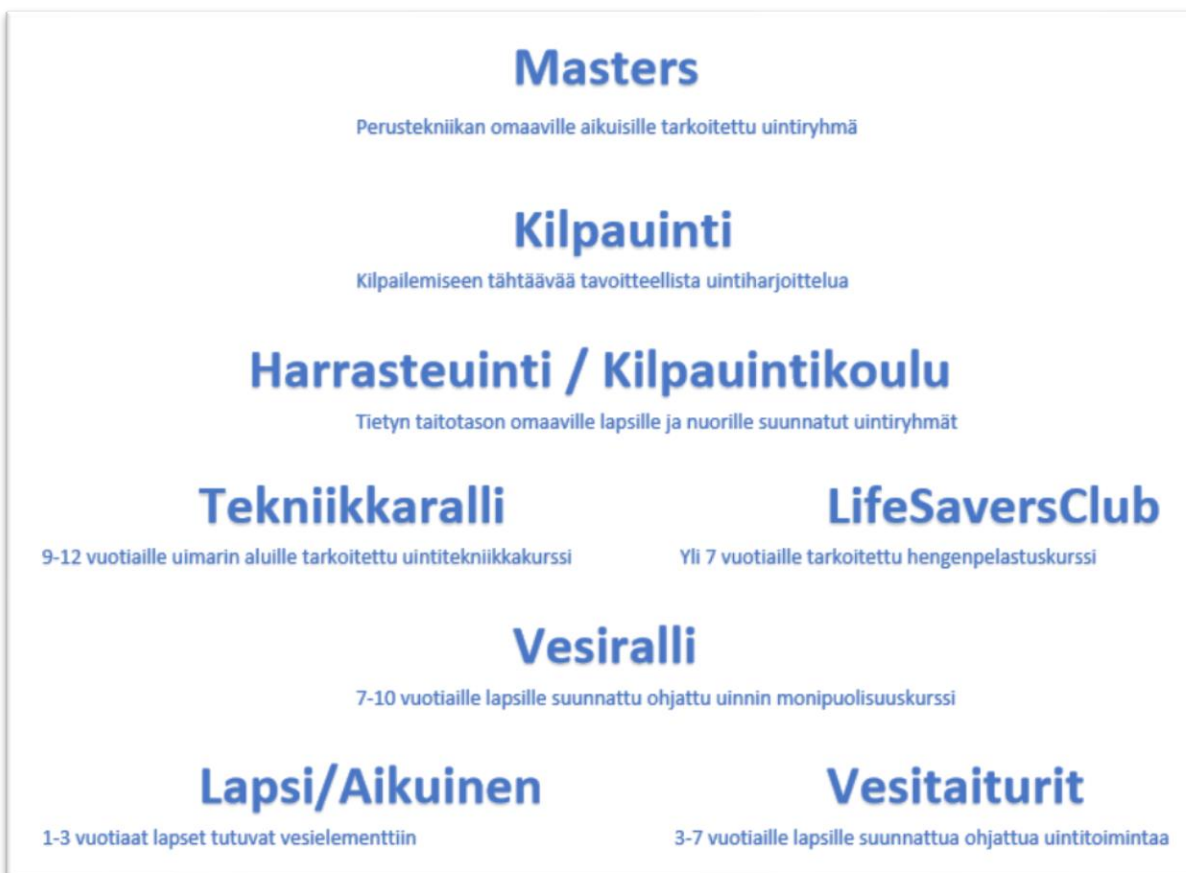 Masters
Perustekniikan omaaville aikuisille tarkoitettu uintiryhmä
Kilpauinti
Kilpailemiseen tähtäävää tavoitteellista uintiharjoittelua
Harrasteuinti / Kilpauintikoulu
Tietyn taitotason omaaville lapsille ja nuorille suunnatut uintiryhmät
Tekniikkaralli
9-12 vuotiaille uimarin aluille tarkoitettu uintitekniikkakurssi
LifeSaversClub
Yli 7 vuotiaille tarkoitettu hengenpelastuskurssi
Vesiralli
7-10 vuotiaille lapsille suunnattu ohjattu uinnin monipuolisuuskurssi
Lapsi/Aikuinen
1-3 vuotiaat lapset tutuvat vesielementtiin
Vesitaiturit
3-7 vuotiaille lapsille suunnattua ohjattua uintitoimintaa